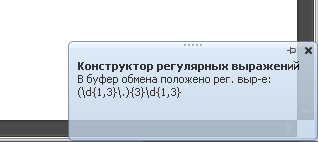 Конструктор регулярных выражений
В буфер обмена положено рег. выр-е:
(\d{1,3}\.){3}\d{1,3}